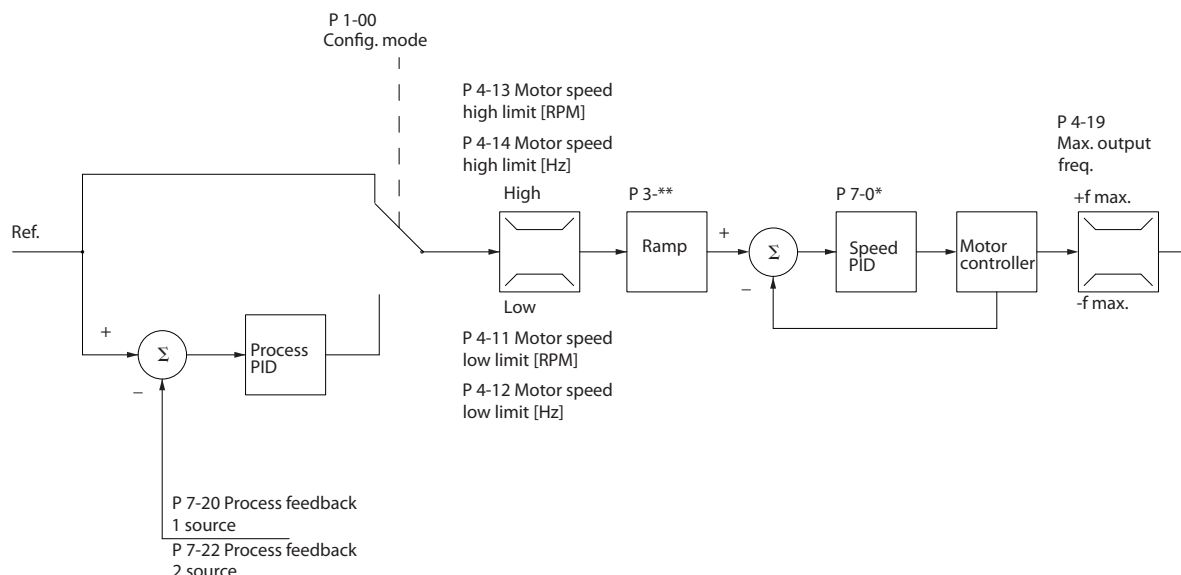 P 1-00
Config. mode
P 4-13 Motor speed
high limit [RPM]
P 4-14 Motor speed
high limit [Hz]
P 4-19
Max. output
freq.
High
P 3-**
P 7-0*
+f max.
Ref.
Ramp
+
Σ
_
Speed
PID
Motor
controller
Low
-f max.
+
Σ
_
Process
PID
P 4-11 Motor speed
low limit [RPM]
P 4-12 Motor speed
low limit [Hz]
P 7-20 Process feedback
1 source
P 7-22 Process feedback
2 source